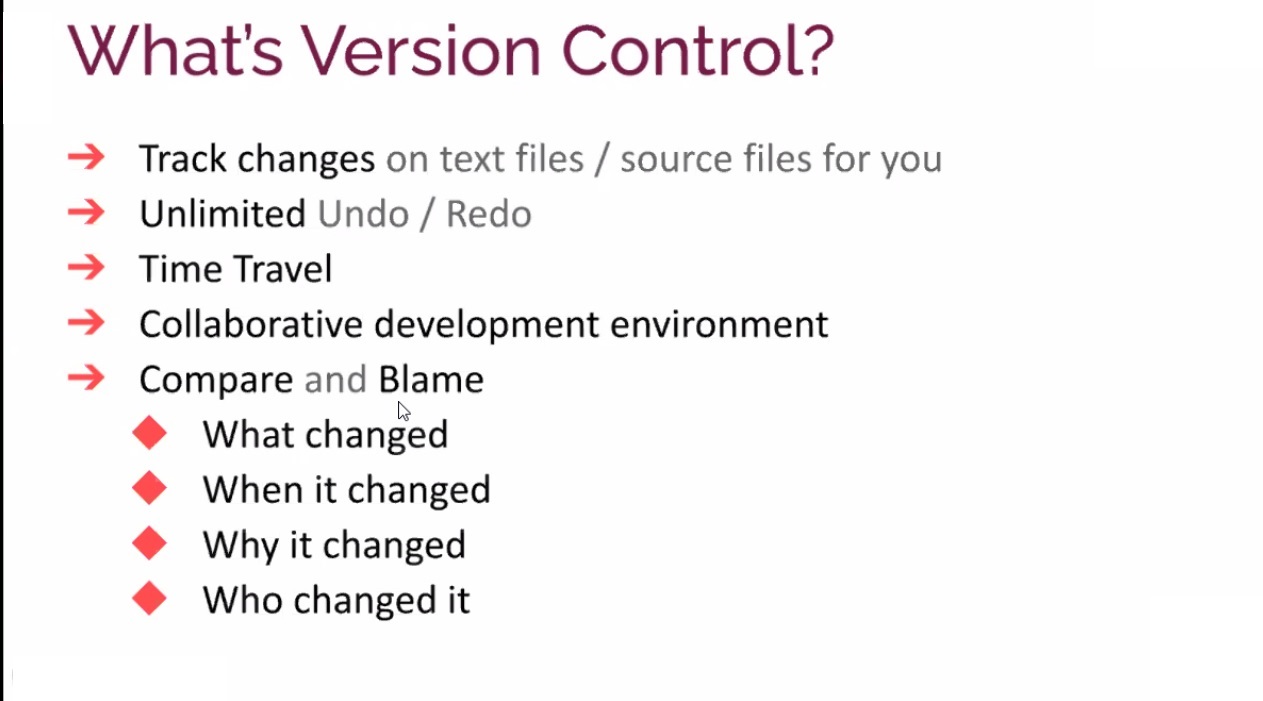 What's Version Control?
Track changes on text files / source files for you
Unlimited Undo / Redo
Time Travel
Collaborative development environment
Compare and Blame
What changed
When it changed
Why it changed
Who changed it